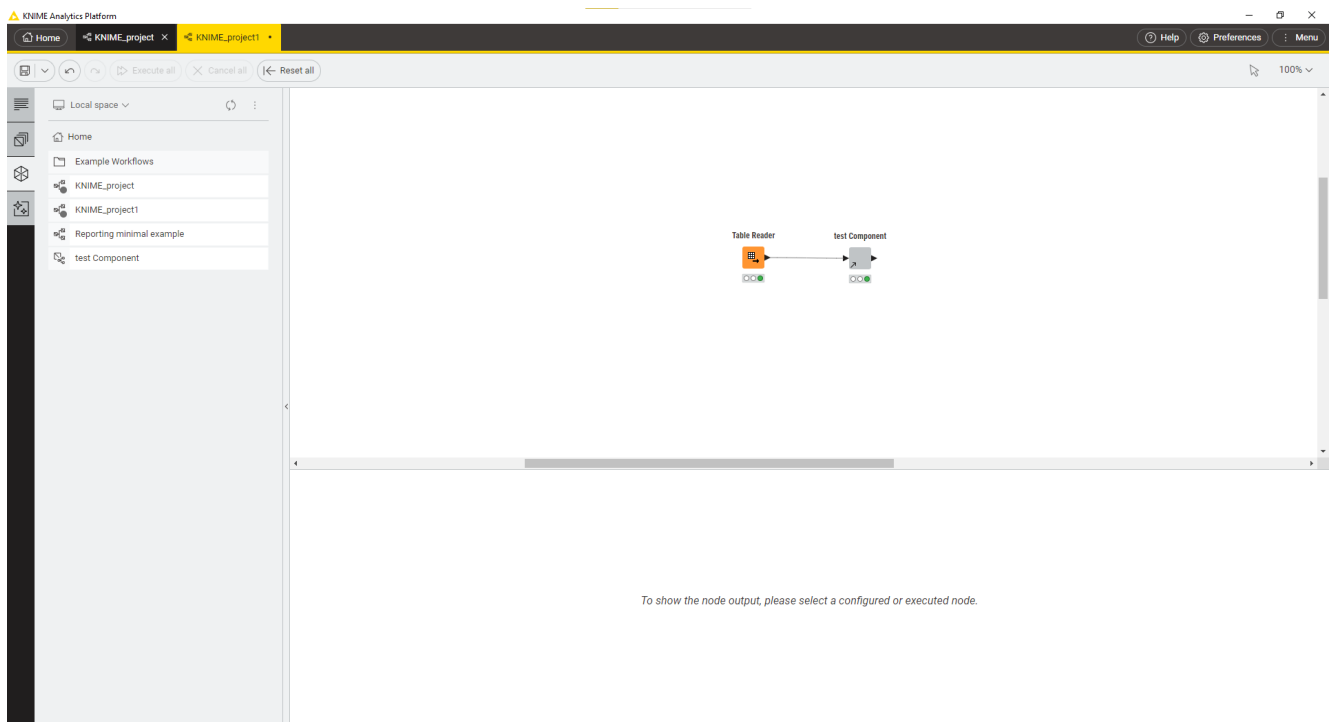 KNIME Analytics Platform
Home
KNIME_project
KNIME_project1
Help
Preferences
Menu
Execute all
Cancel all
Reset all
100%
Local space
Home
Example Workflows
KNIME_project
KNIME_project1
Reporting minimal example
test Component
Table Reader
test Component
To show the node output, please select a configured or executed node.